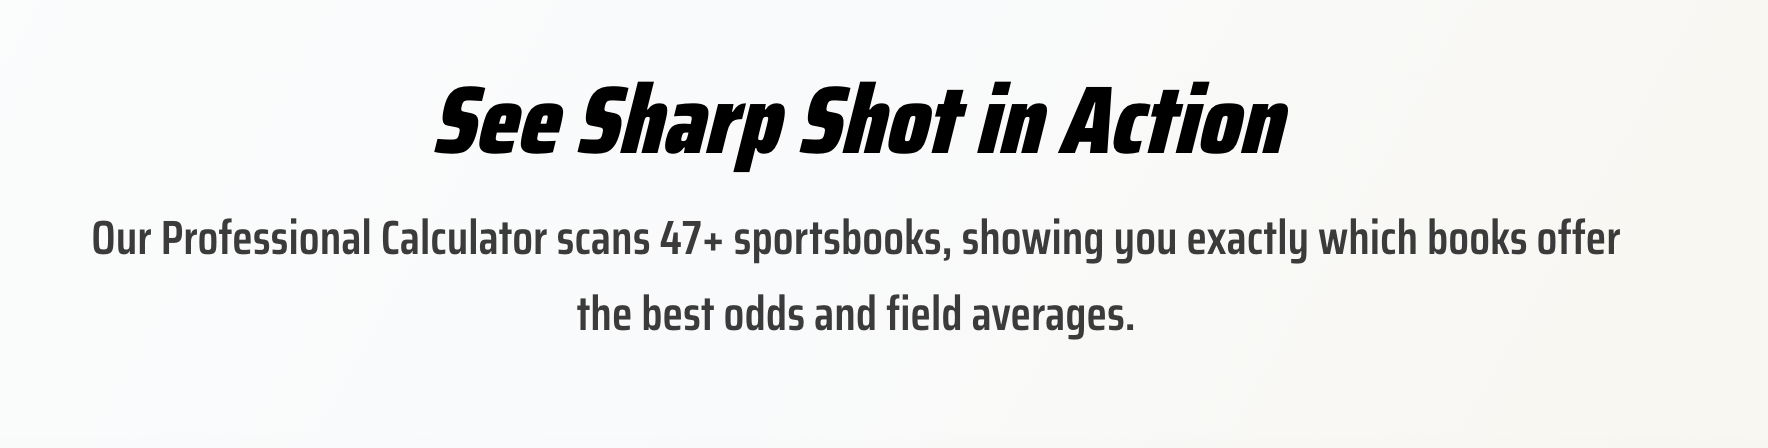 See Sharp Shot in Action
Our Professional Calculator scans 47+ sportsbooks, showing you exactly which books offer
the best odds and field averages.